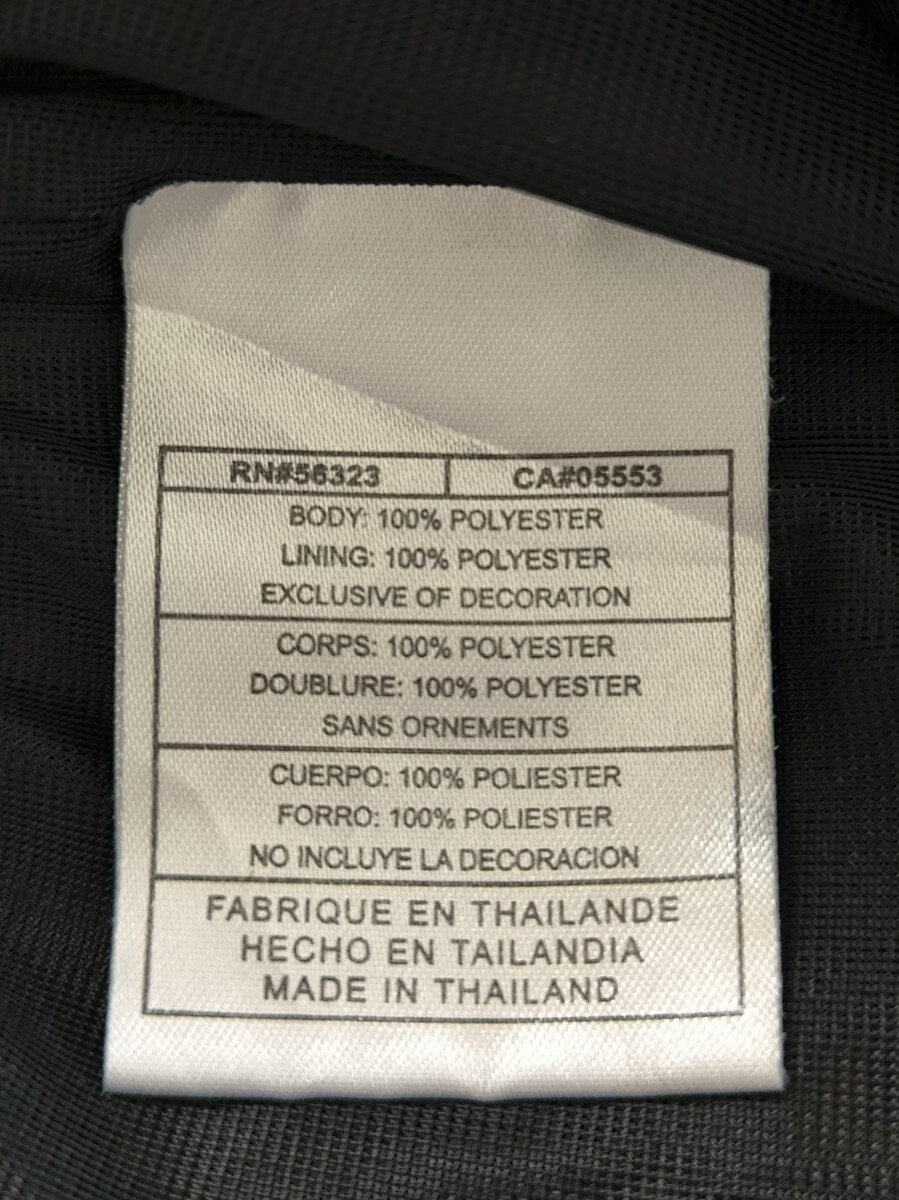 RN#56323 CA#05553
BODY: 100% POLYESTER
LINING: 100% POLYESTER
EXCLUSIVE OF DECORATION
CORPS: 100% POLYESTER
DOUBLURE: 100% POLYESTER
SANS ORNEMENTS
CUERPO: 100% POLIESTER
FORRO: 100% POLIESTER
NO INCLUYE LA DECORACION
FABRIQUE EN THAILANDE
HECHO EN TAILANDIA
MADE IN THAILAND